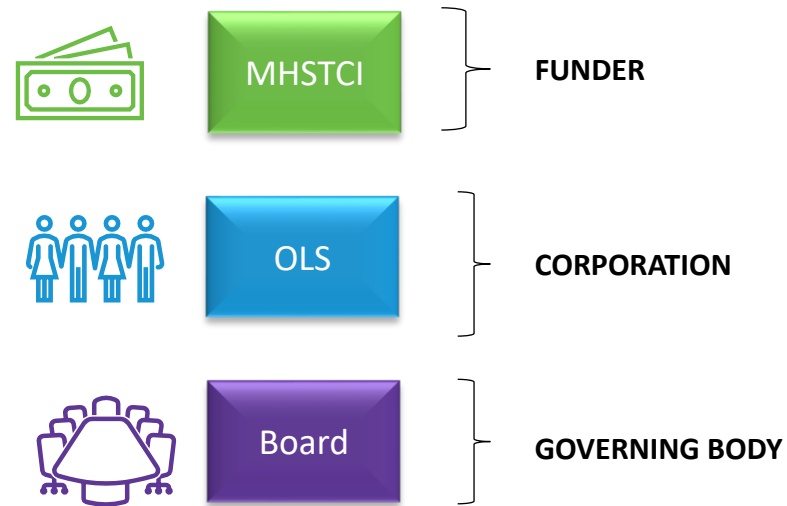 MHSTCI
FUNDER
OLS
CORPORATION
Board
GOVERNING BODY